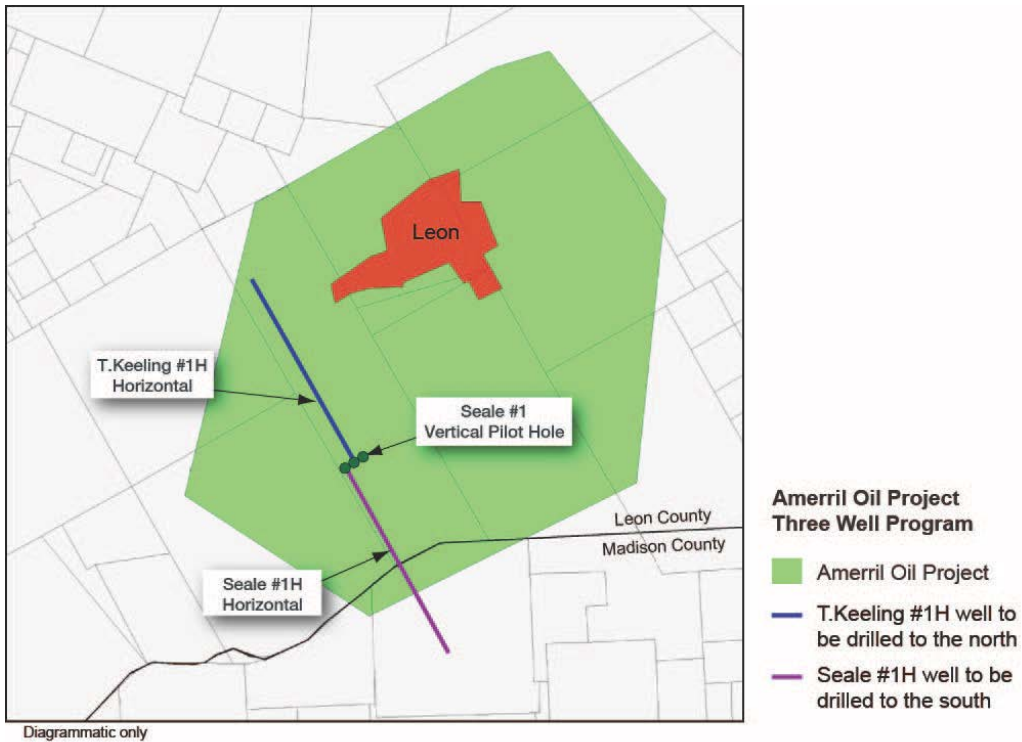 Leon
T.Keeling #1H
Horizontal
Seale #1
Vertical Pilot Hole
Leon County
Madison County
Seale #1H
Horizontal
Amerril Oil Project
Three Well Program
Amerril Oil Project
T.Keeling #1H well to
be drilled to the north
Seale #1H well to be
drilled to the south
Diagrammatic only